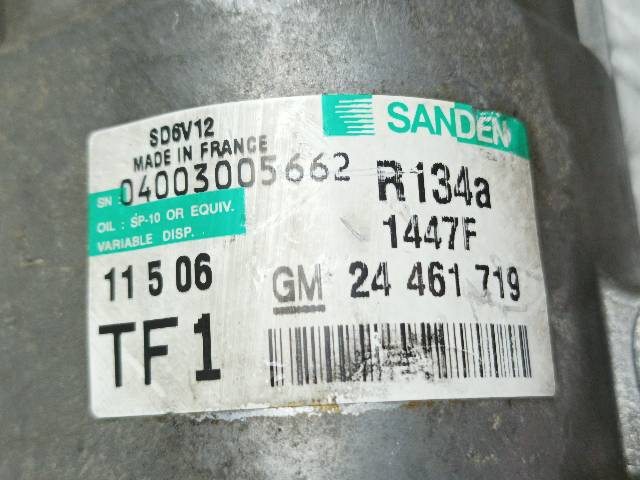 SD6V12
MADE IN FRANCE
SN 04003005662
OIL : SP-10 OR EQUIV.
VARIABLE DISP.
11 5 06
TF1
SANDEN
R134a
1447F
GM 24 461 719